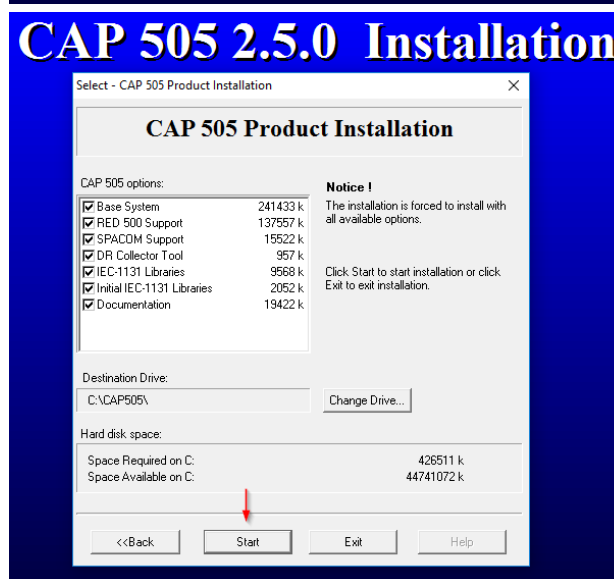 CAP 505 2.5.0 Installation
Select - CAP 505 Product Installation
CAP 505 Product Installation
CAP 505 options:
Base System 241433 k
RED 500 Support 137557 k
SPACOM Support 15522 k
DR Collector Tool 957 k
IEC-1131 Libraries 9568 k
Initial IEC-1131 Libraries 2052 k
Documentation 19422 k
Notice !
The installation is forced to install with
all available options.
Click Start to start installation or click
Exit to exit installation.
Destination Drive:
C:\CAP505\
Change Drive...
Hard disk space:
Space Required on C: 426511 k
Space Available on C: 44741072 k
<<Back
Start
Exit
Help